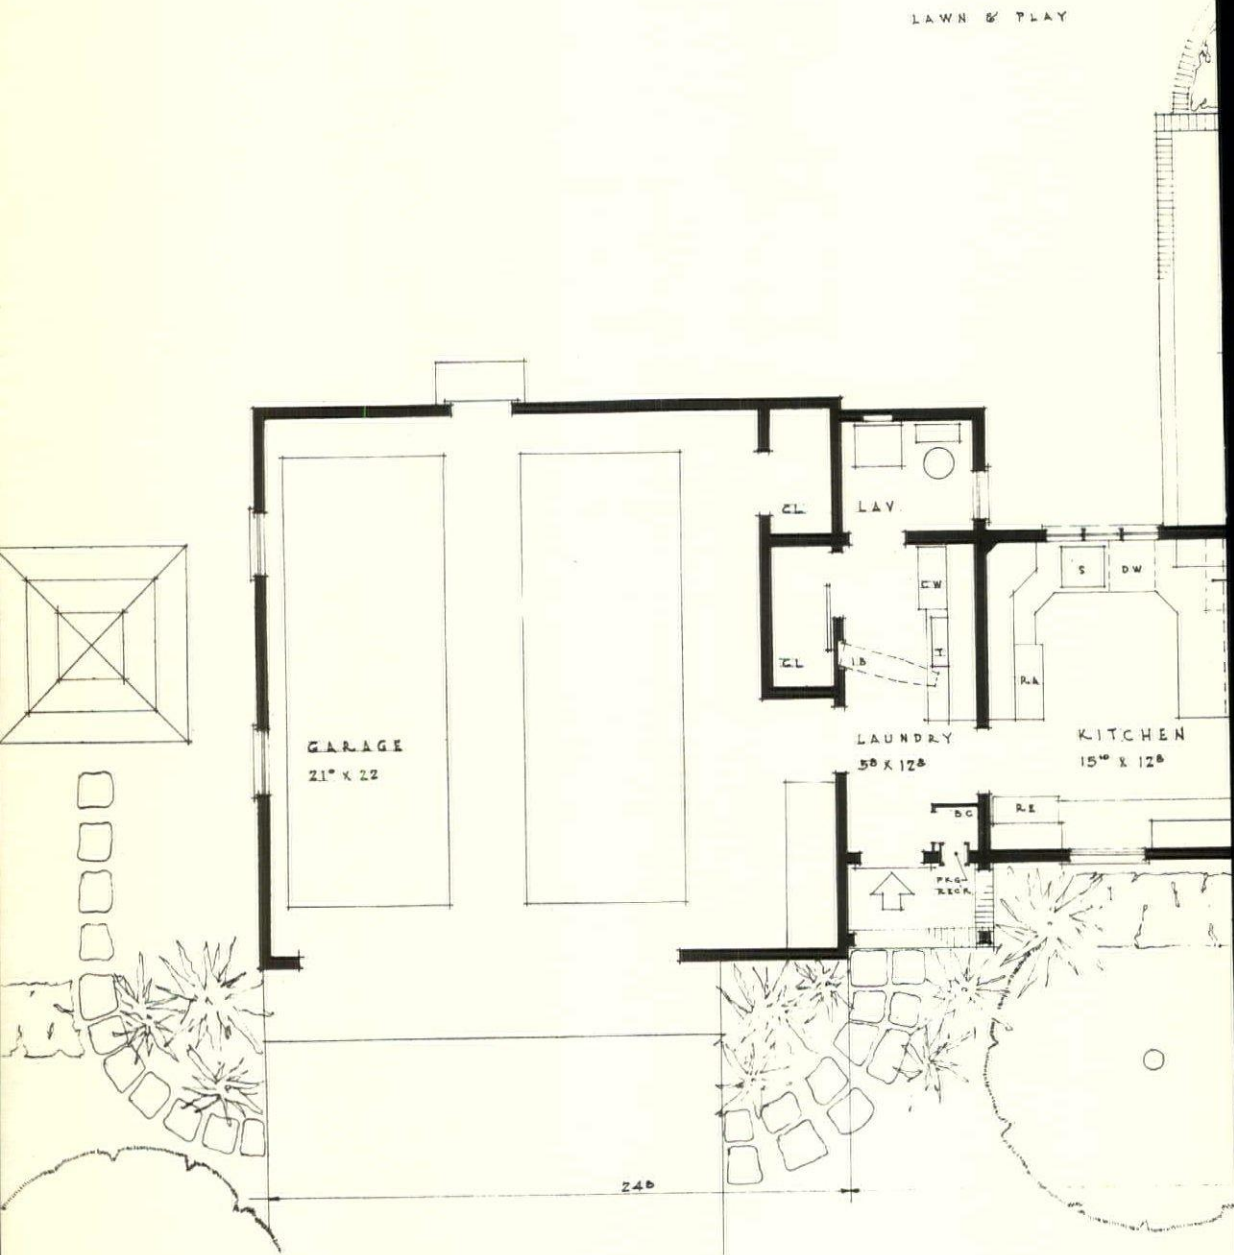 LAWN & PLAY
CL
LAV.
S
DW
CW
T
CL
IB
RA
GARAGE
21⁰ X 22
LAUNDRY
5⁸ X 12⁸
KITCHEN
15¹⁰ X 12⁸
RE
BC
PKG-
REC'R
24⁸